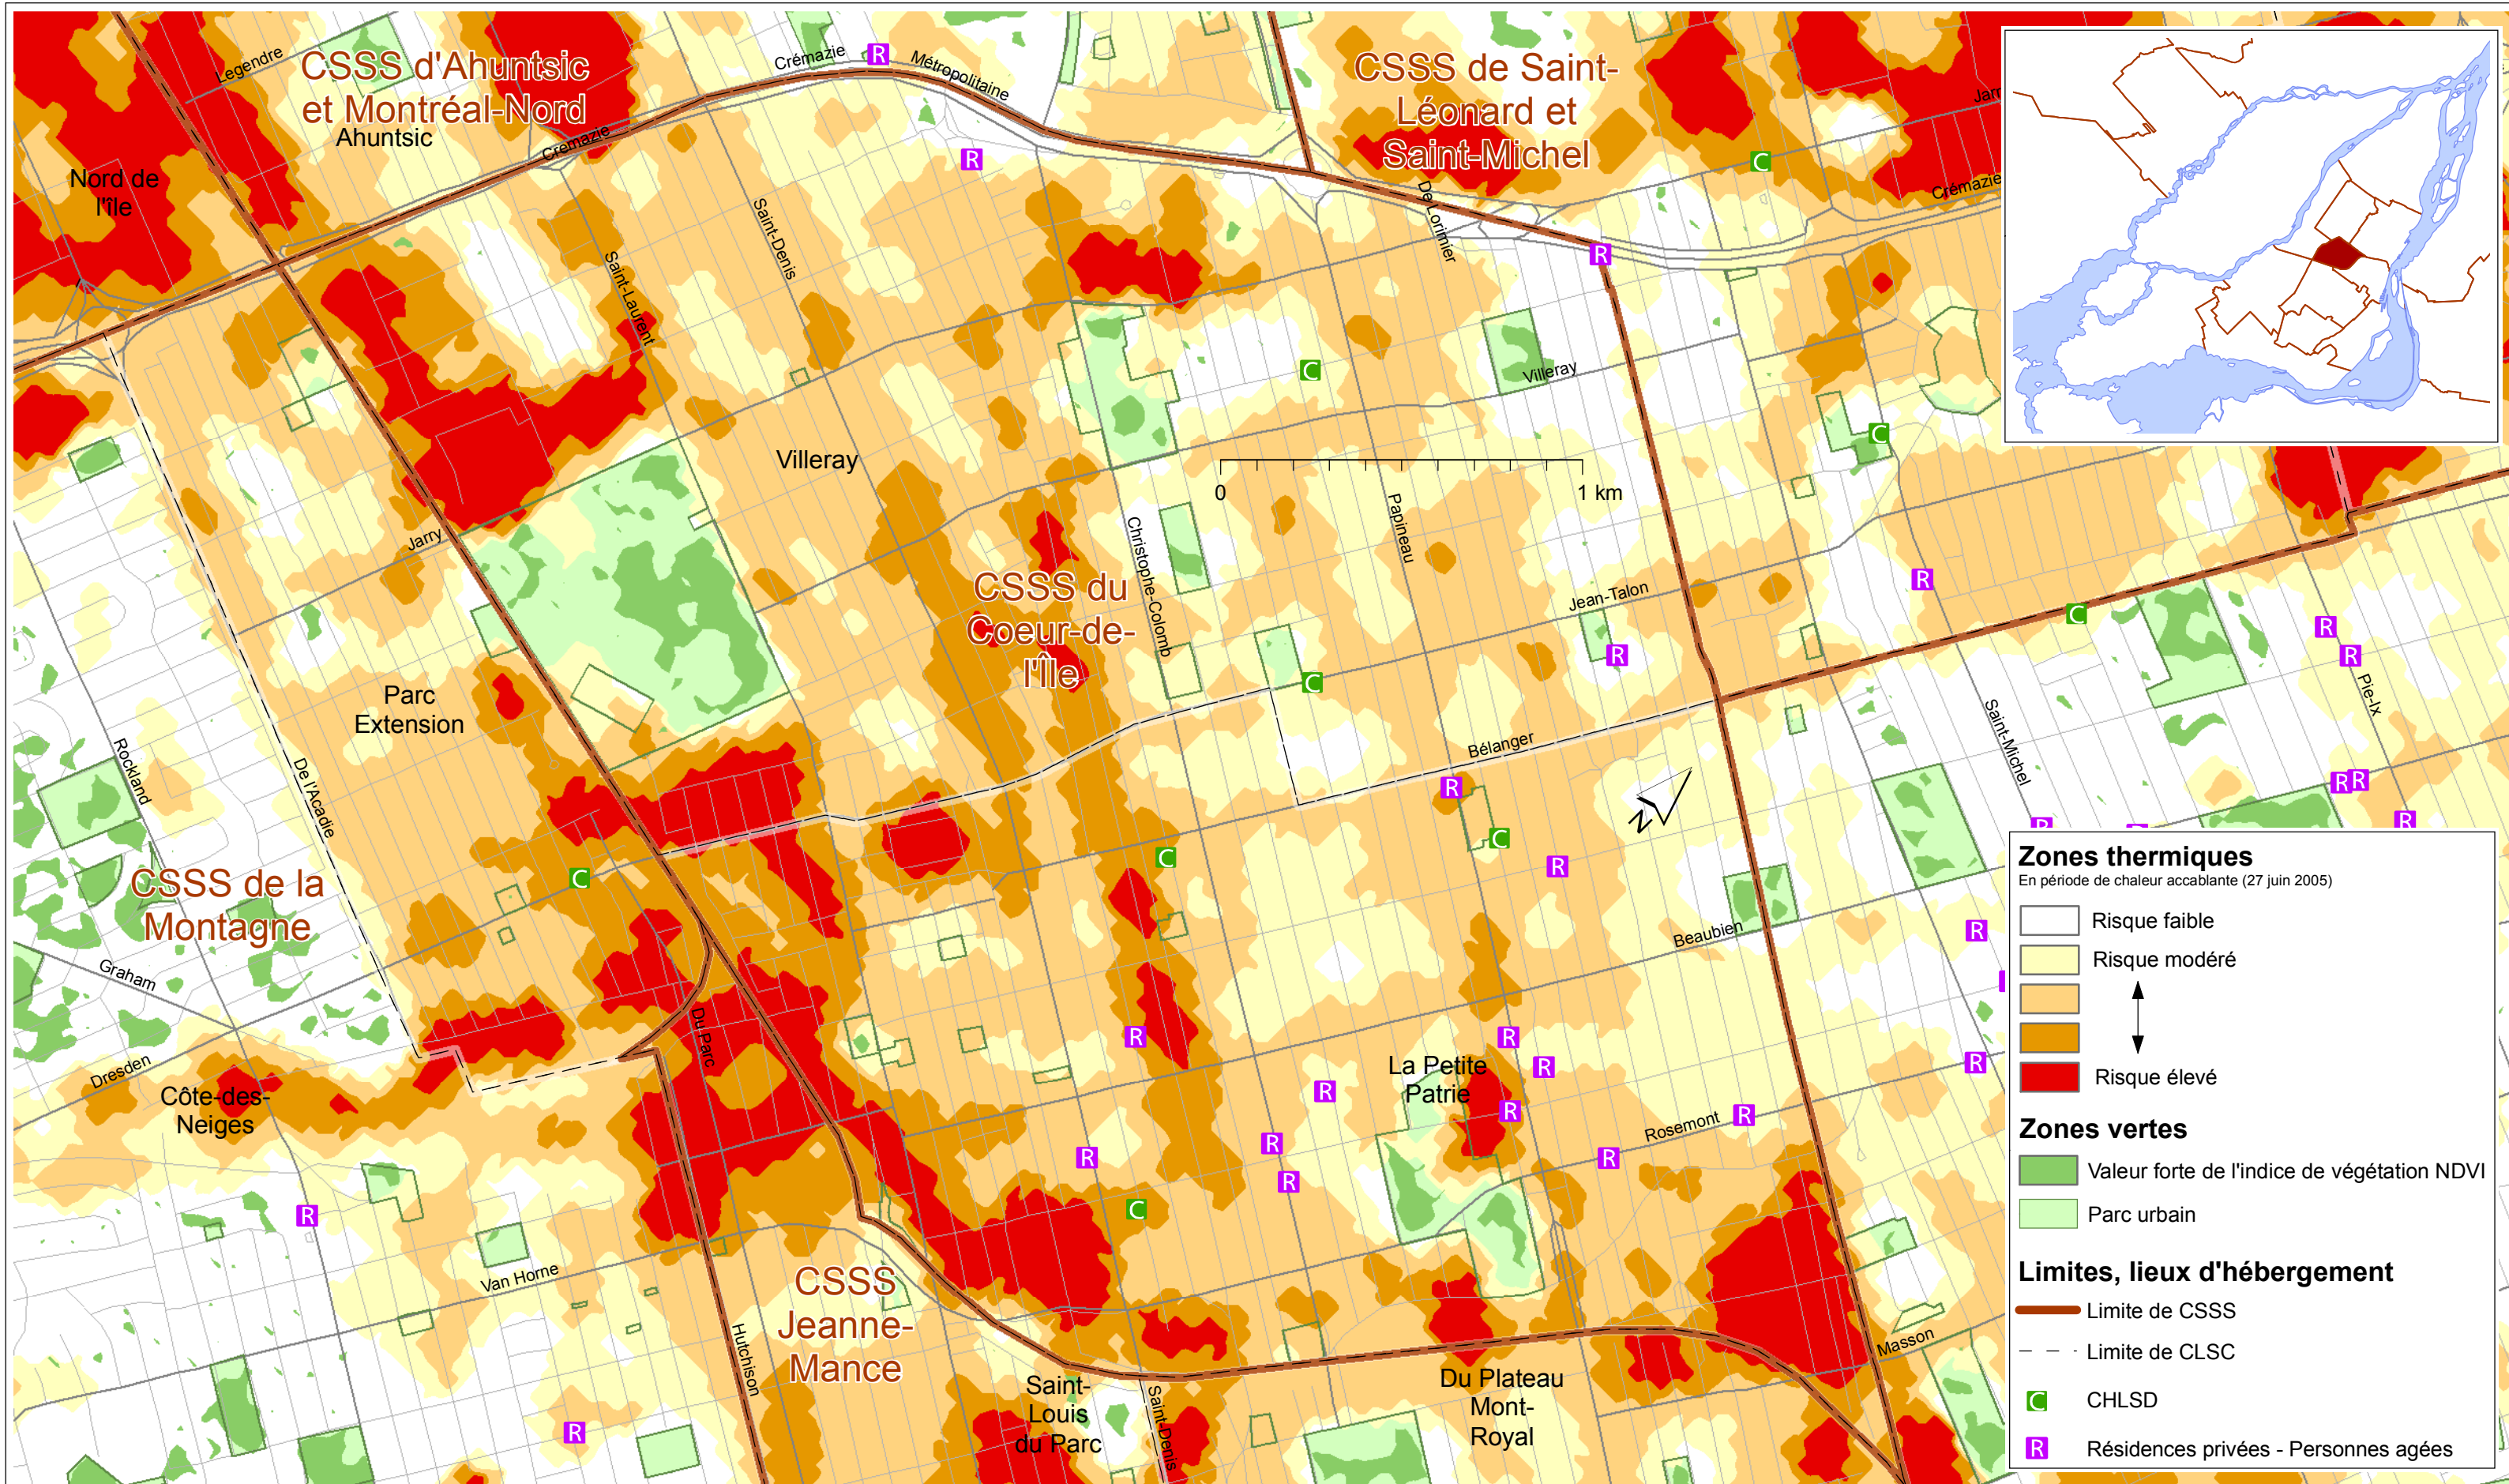 Legendre
CSSS d'Ahuntsic
et Montréal-Nord
Ahuntsic
Nord de
l'île
Crémazie
Crémazie
R
Métropolitaine
CSSS de Saint-
Léonard et
Saint-Michel
C
Jarr
Crémazie
R
Saint-Denis
Saint-Laurent
De Lorimier
R
Villeray
C
C
Villeray
0
1 km
Jarry
Christophe-Colomb
Papineau
CSSS du
Coeur-de-
l'Île
Jean-Talon
R
R
C
R
R
C
Parc
Extension
Pie-Ix
Saint-Michel
Rockland
De l'Acadie
Bélanger
N
R
R
R
R
R
C
C
C
R
CSSS de la
Montagne
Graham
Beaubien
R
Dresden
Du Parc
R
R
R
R
La Petite
Patrie
R
R
R
Côte-des-
Neiges
Rosemont
R
R
R
R
R
R
C
Van Horne
CSSS
Jeanne-
Mance
Hutchison
Masson
Saint-
Louis
du Parc
Saint-Denis
Du Plateau
Mont-
Royal
R
Zones thermiques
En période de chaleur accablante (27 juin 2005)
Risque faible
Risque modéré
Risque élevé
Zones vertes
Valeur forte de l'indice de végétation NDVI
Parc urbain
Limites, lieux d'hébergement
Limite de CSSS
Limite de CLSC
C CHLSD
R Résidences privées - Personnes agées